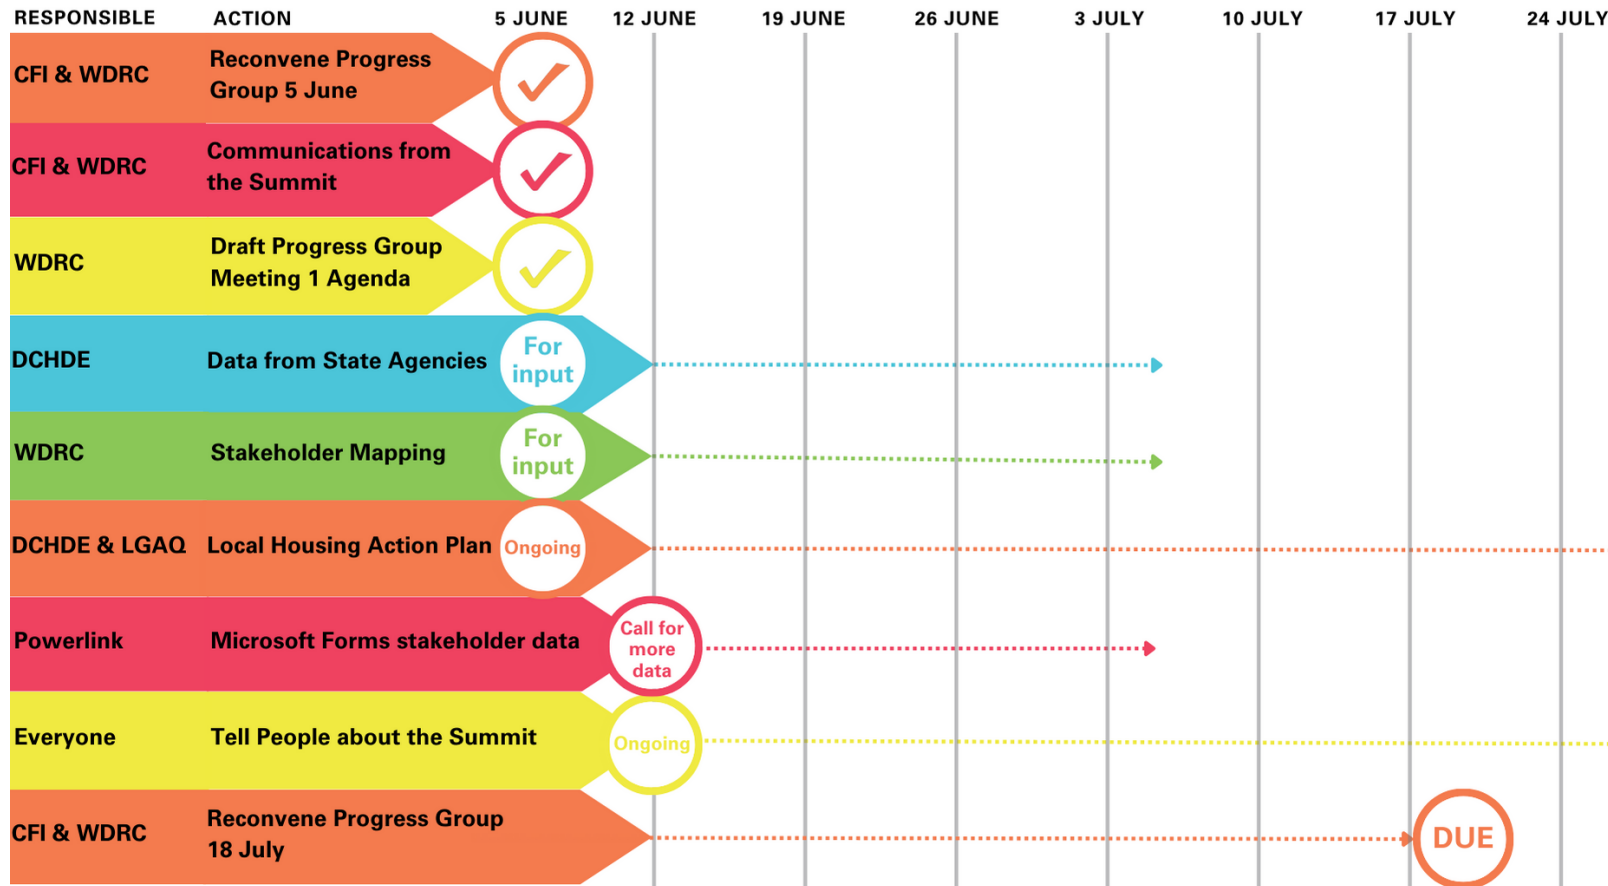 RESPONSIBLE ACTION 5 JUNE 12 JUNE 19 JUNE 26 JUNE 3 JULY 10 JULY 17 JULY 24 JULY
CFI & WDRC
Reconvene Progress
Group 5 June
CFI & WDRC
Communications from
the Summit
WDRC
Draft Progress Group
Meeting 1 Agenda
DCHDE
Data from State Agencies
For
input
WDRC
Stakeholder Mapping
For
input
DCHDE & LGAQ
Local Housing Action Plan
Ongoing
Powerlink
Microsoft Forms stakeholder data
Call for
more
data
Everyone
Tell People about the Summit
Ongoing
CFI & WDRC
Reconvene Progress Group
18 July
DUE